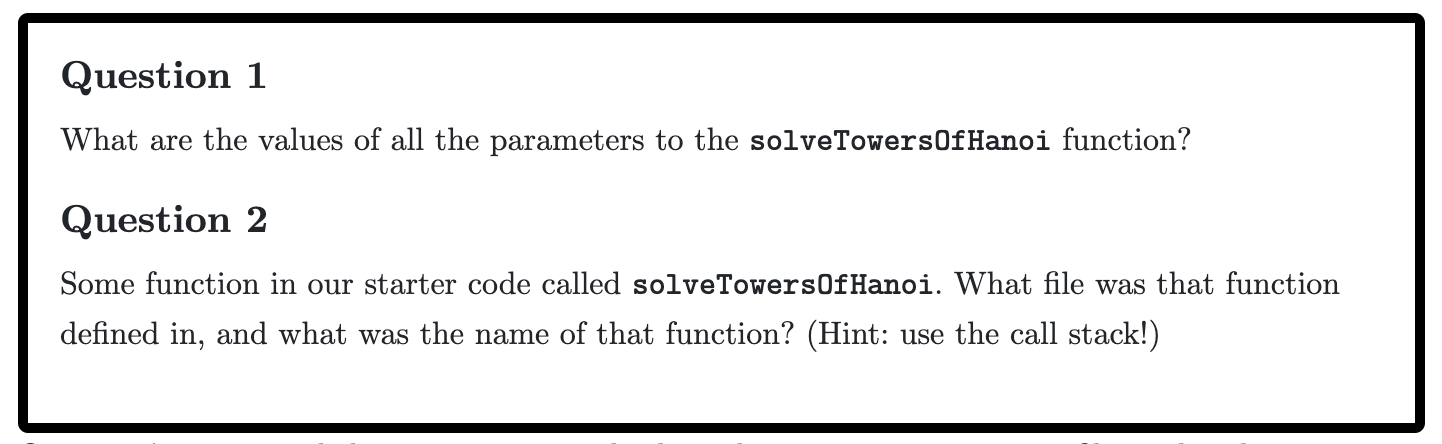 Question 1
What are the values of all the parameters to the solveTowersOfHanoi function?
Question 2
Some function in our starter code called solveTowersOfHanoi. What file was that function
defined in, and what was the name of that function? (Hint: use the call stack!)